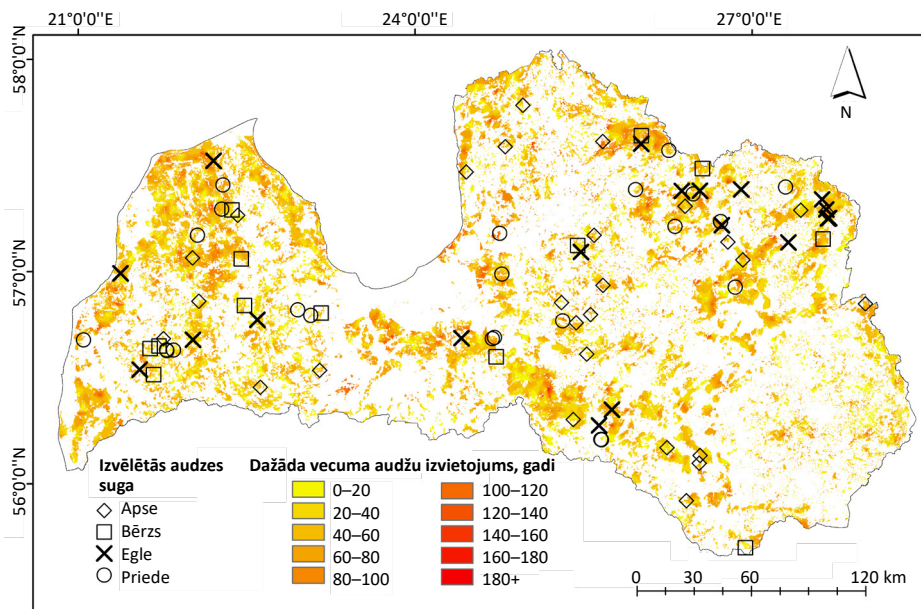 21°0'0''E
24°0'0''E
27°0'0''E
58°0'0''N
57°0'0''N
56°0'0''N
N
Izvēlētās audzes
suga
Apse
Bērzs
Egle
Priede
Dažāda vecuma audžu izvietojums, gadi
0–20
20–40
40–60
60–80
80–100
100–120
120–140
140–160
160–180
180+
0 30 60 120 km